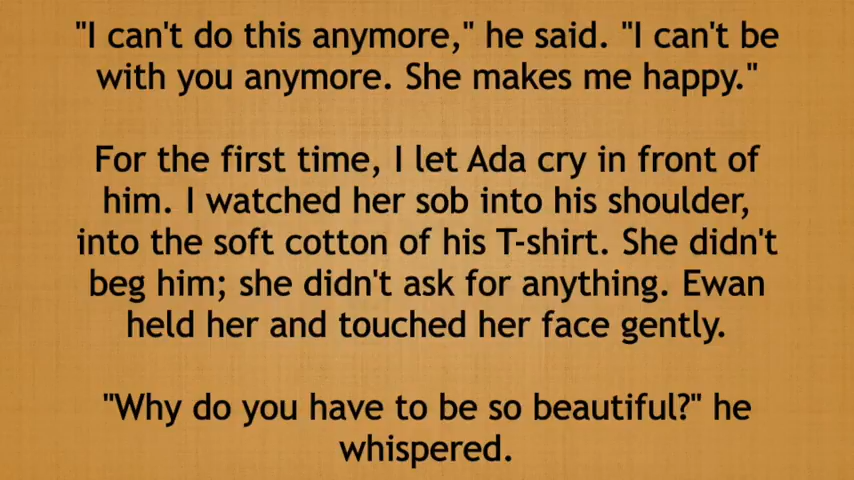 "I can't do this anymore," he said. "I can't be
with you anymore. She makes me happy."
For the first time, I let Ada cry in front of
him. I watched her sob into his shoulder,
into the soft cotton of his T-shirt. She didn't
beg him; she didn't ask for anything. Ewan
held her and touched her face gently.
"Why do you have to be so beautiful?" he
whispered.